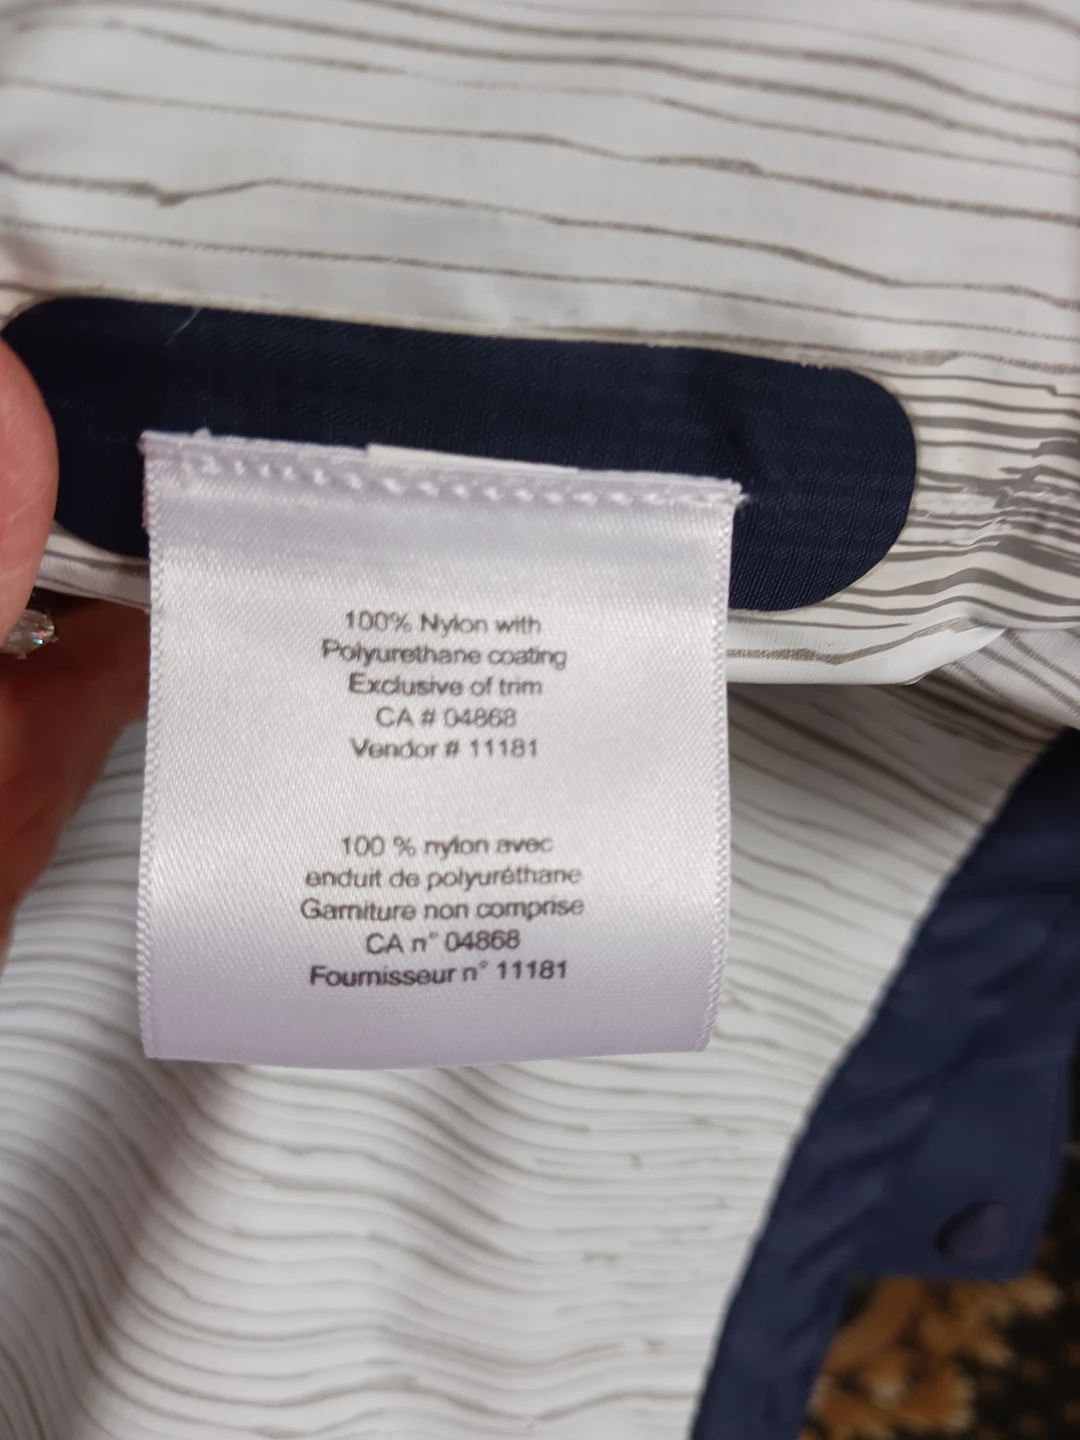 100% Nylon with
Polyurethane coating
Exclusive of trim
CA # 04868
Vendor # 11181
100 % nylon avec
enduit de polyuréthane
Garniture non comprise
CA n° 04868
Fournisseur n° 11181